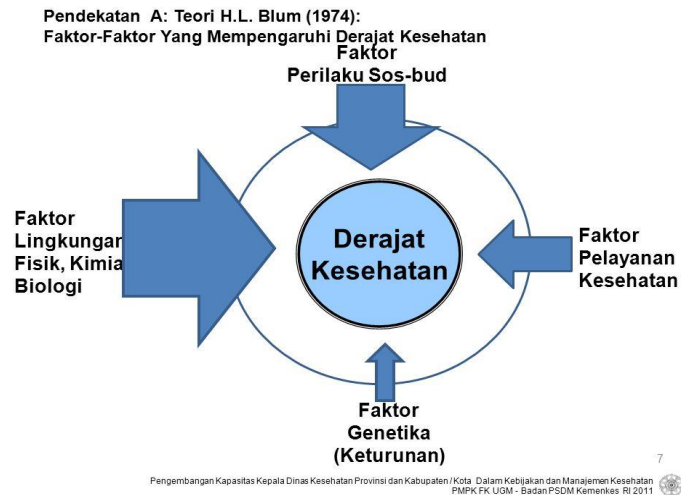 Pendekatan A: Teori H.L. Blum (1974):
Faktor-Faktor Yang Mempengaruhi Derajat Kesehatan
Faktor
Perilaku Sos-bud
Faktor
Lingkungan
Fisik, Kimia
Biologi
Derajat
Kesehatan
Faktor
Pelayanan
Kesehatan
Faktor
Genetika
(Keturunan)
7
Pengembangan Kapasitas Kepala Dinas Kesehatan Provinsi dan Kabupaten/Kota Dalam Kebijakan dan Manajemen Kesehatan
PMPK FK UGM - Badan PSDM Kemenkes RI 2011